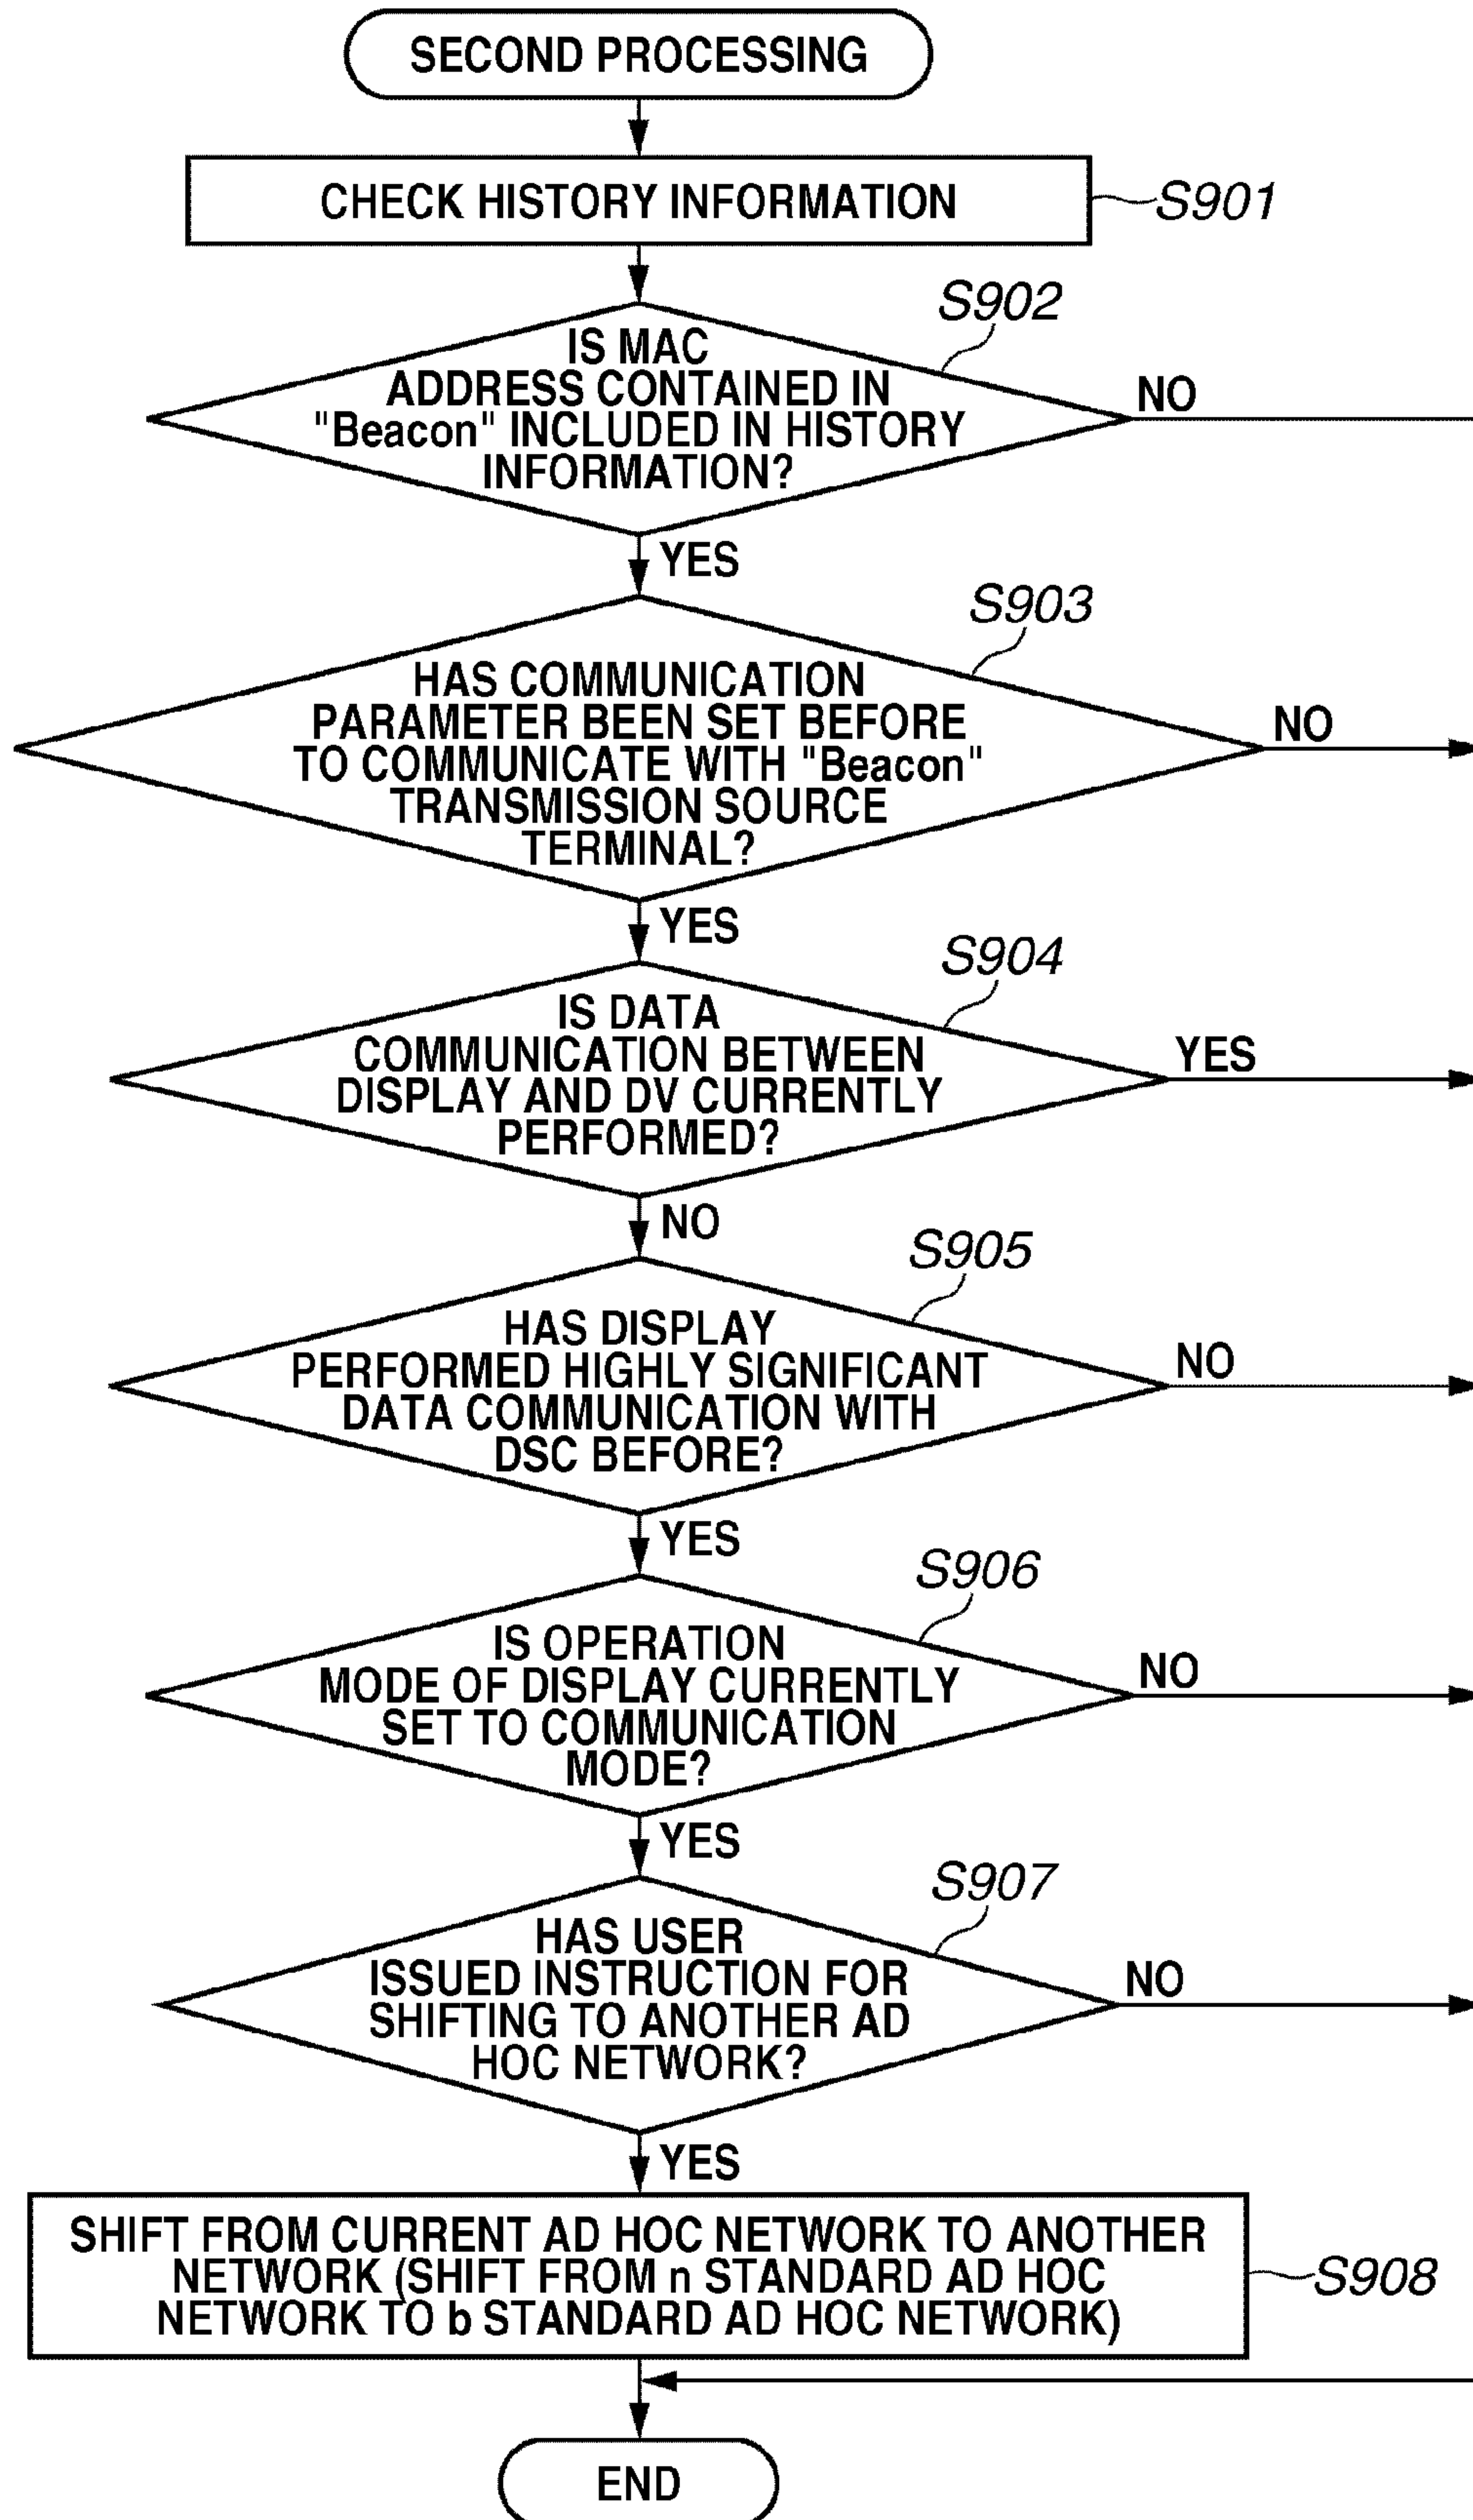 SECOND PROCESSING
CHECK HISTORY INFORMATION
S901
S902
IS MAC
ADDRESS CONTAINED IN
"Beacon" INCLUDED IN HISTORY
INFORMATION?
NO
YES
S903
HAS COMMUNICATION
PARAMETER BEEN SET BEFORE
TO COMMUNICATE WITH "Beacon"
TRANSMISSION SOURCE
TERMINAL?
NO
YES
S904
IS DATA
COMMUNICATION BETWEEN
DISPLAY AND DV CURRENTLY
PERFORMED?
YES
NO
S905
HAS DISPLAY
PERFORMED HIGHLY SIGNIFICANT
DATA COMMUNICATION WITH
DSC BEFORE?
NO
YES
S906
IS OPERATION
MODE OF DISPLAY CURRENTLY
SET TO COMMUNICATION
MODE?
NO
YES
S907
HAS USER
ISSUED INSTRUCTION FOR
SHIFTING TO ANOTHER AD
HOC NETWORK?
NO
YES
SHIFT FROM CURRENT AD HOC NETWORK TO ANOTHER
NETWORK (SHIFT FROM n STANDARD AD HOC
NETWORK TO b STANDARD AD HOC NETWORK)
S908
END